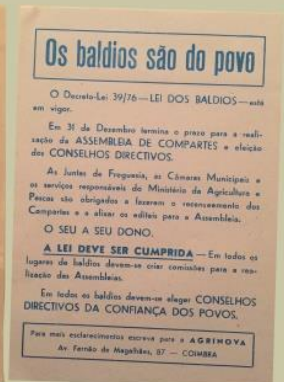 Os baldios são do povo
O Decreto-Lei 39/76 — LEI DOS BALDIOS — está
em vigor.
Em 31 de Dezembro termina o prazo para a reali-
zação da ASSEMBLEIA DE COMPARTES e eleição
dos CONSELHOS DIRECTIVOS.
As Juntas de Freguesia, as Câmaras Municipais e
os serviços responsáveis do Ministério da Agricultura e
Pescas são obrigados a fazerem o recenseamento dos
Compartes e a afixar os editais para a Assembleia.
O SEU A SEU DONO.
A LEI DEVE SER CUMPRIDA — Em todos os
lugares de baldios devem-se criar comissões para a rea-
lização das Assembleias.
Em todos os baldios devem-se eleger CONSELHOS
DIRECTIVOS DA CONFIANÇA DOS POVOS.
Para mais esclarecimentos escreva para a AGRINOVA
Av. Fernão de Magalhães, 87 — COIMBRA